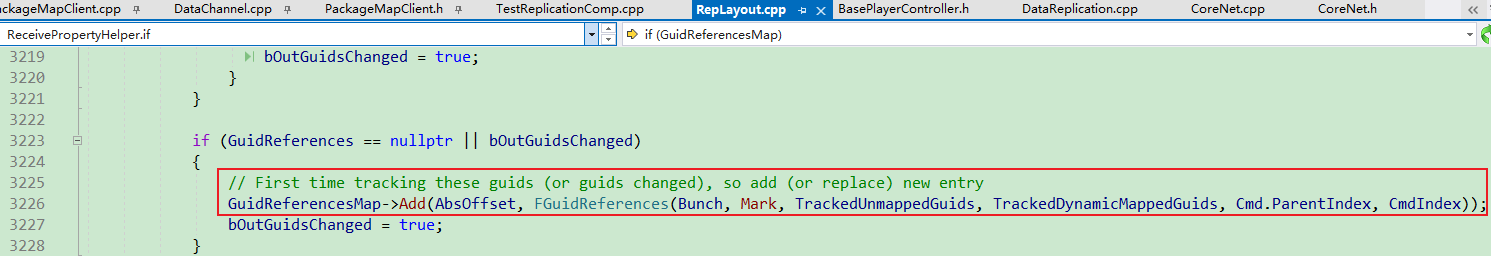 ackageMapClient.cpp DataChannel.cpp PackageMapClient.h TestReplicationComp.cpp RepLayout.cpp BasePlayerController.h DataReplication.cpp CoreNet.cpp CoreNet.h
ReceivePropertyHelper.if if (GuidReferencesMap)
3219 bOutGuidsChanged = true;
3220 }
3221 }
3222
3223 if (GuidReferences == nullptr || bOutGuidsChanged)
3224 {
3225 // First time tracking these guids (or guids changed), so add (or replace) new entry
3226 GuidReferencesMap->Add(AbsOffset, FGuidReferences(Bunch, Mark, TrackedUnmappedGuids, TrackedDynamicMappedGuids, Cmd.ParentIndex, CmdIndex));
3227 bOutGuidsChanged = true;
3228 }